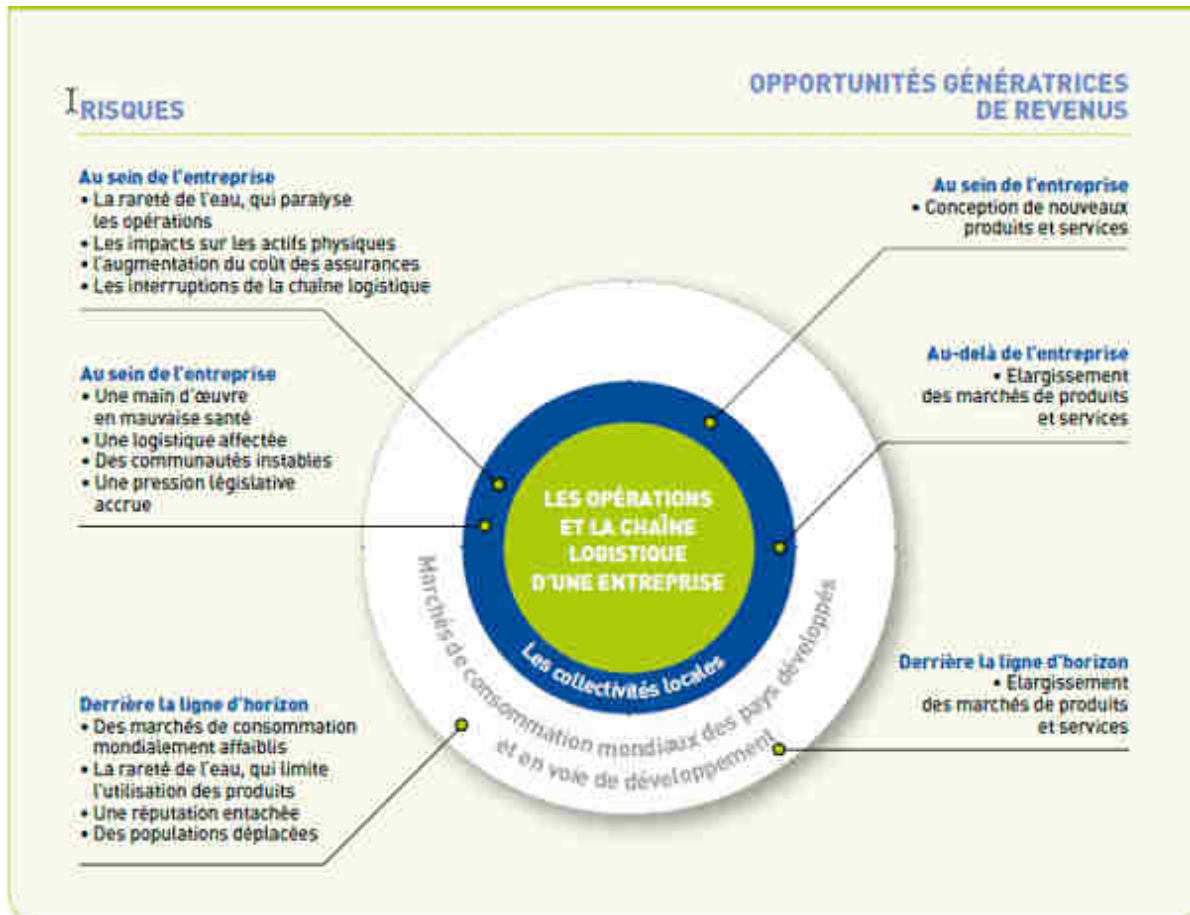 RISQUES
OPPORTUNITÉS GÉNÉRATRICES
DE REVENUS
Au sein de l'entreprise
• La rareté de l'eau, qui paralyse
les opérations
• Les impacts sur les actifs physiques
• l'augmentation du coût des assurances
• Les interruptions de la chaîne logistique
Au sein de l'entreprise
• Une main d'œuvre
en mauvaise santé
• Une logistique affectée
• Des communautés instables
• Une pression législative
accrue
Derrière la ligne d'horizon
• Des marchés de consommation
mondialement affaiblis
• La rareté de l'eau, qui limite
l'utilisation des produits
• Une réputation entachée
• Des populations déplacées
LES OPÉRATIONS
ET LA CHAÎNE
LOGISTIQUE
D'UNE ENTREPRISE
Les collectivités locales
Marchés de consommation mondiaux des pays développés
et en voie de développement
Au sein de l'entreprise
• Conception de nouveaux
produits et services
Au-delà de l'entreprise
• Elargissement
des marchés de produits
et services
Derrière la ligne d'horizon
• Elargissement
des marchés de produits
et services